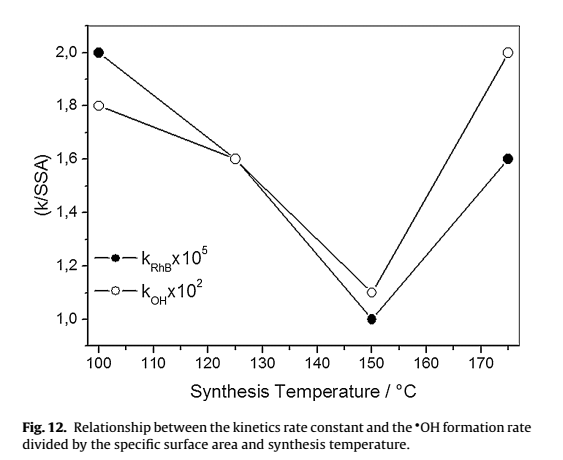 2,0
1,8
1,6
1,4
1,2
1,0
(k/SSA)
k_RhB x10^5
k_OH x10^2
100 110 120 130 140 150 160 170
Synthesis Temperature / °C
Fig. 12. Relationship between the kinetics rate constant and the •OH formation rate
divided by the specific surface area and synthesis temperature.